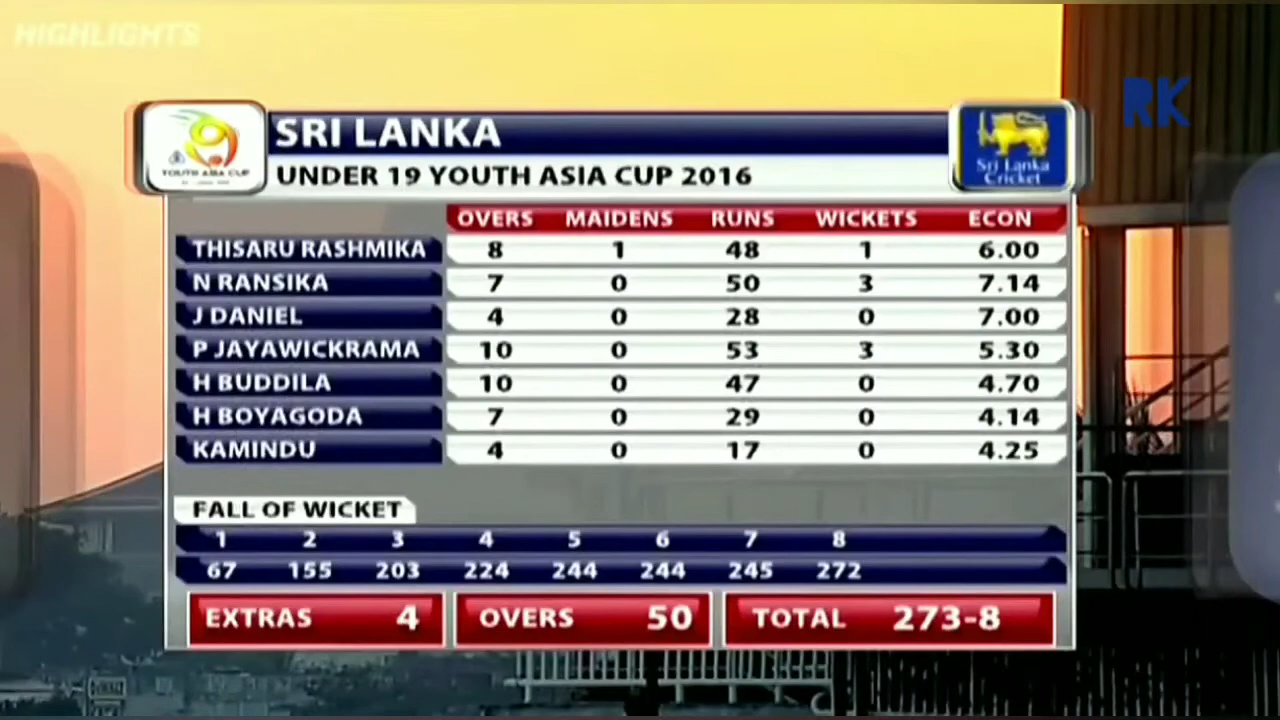 HIGHLIGHTS
RK
SRI LANKA
YOUTH ASIA CUP
UNDER 19 YOUTH ASIA CUP 2016
Sri Lanka
Cricket
OVERS MAIDENS RUNS WICKETS ECON
THISARU RASHMIKA 8 1 48 1 6.00
N RANSIKA 7 0 50 3 7.14
J DANIEL 4 0 28 0 7.00
P JAYAWICKRAMA 10 0 53 3 5.30
H BUDDILA 10 0 47 0 4.70
H BOYAGODA 7 0 29 0 4.14
KAMINDU 4 0 17 0 4.25
FALL OF WICKET
1 2 3 4 5 6 7 8
67 155 203 224 244 244 245 272
EXTRAS 4 OVERS 50 TOTAL 273-8